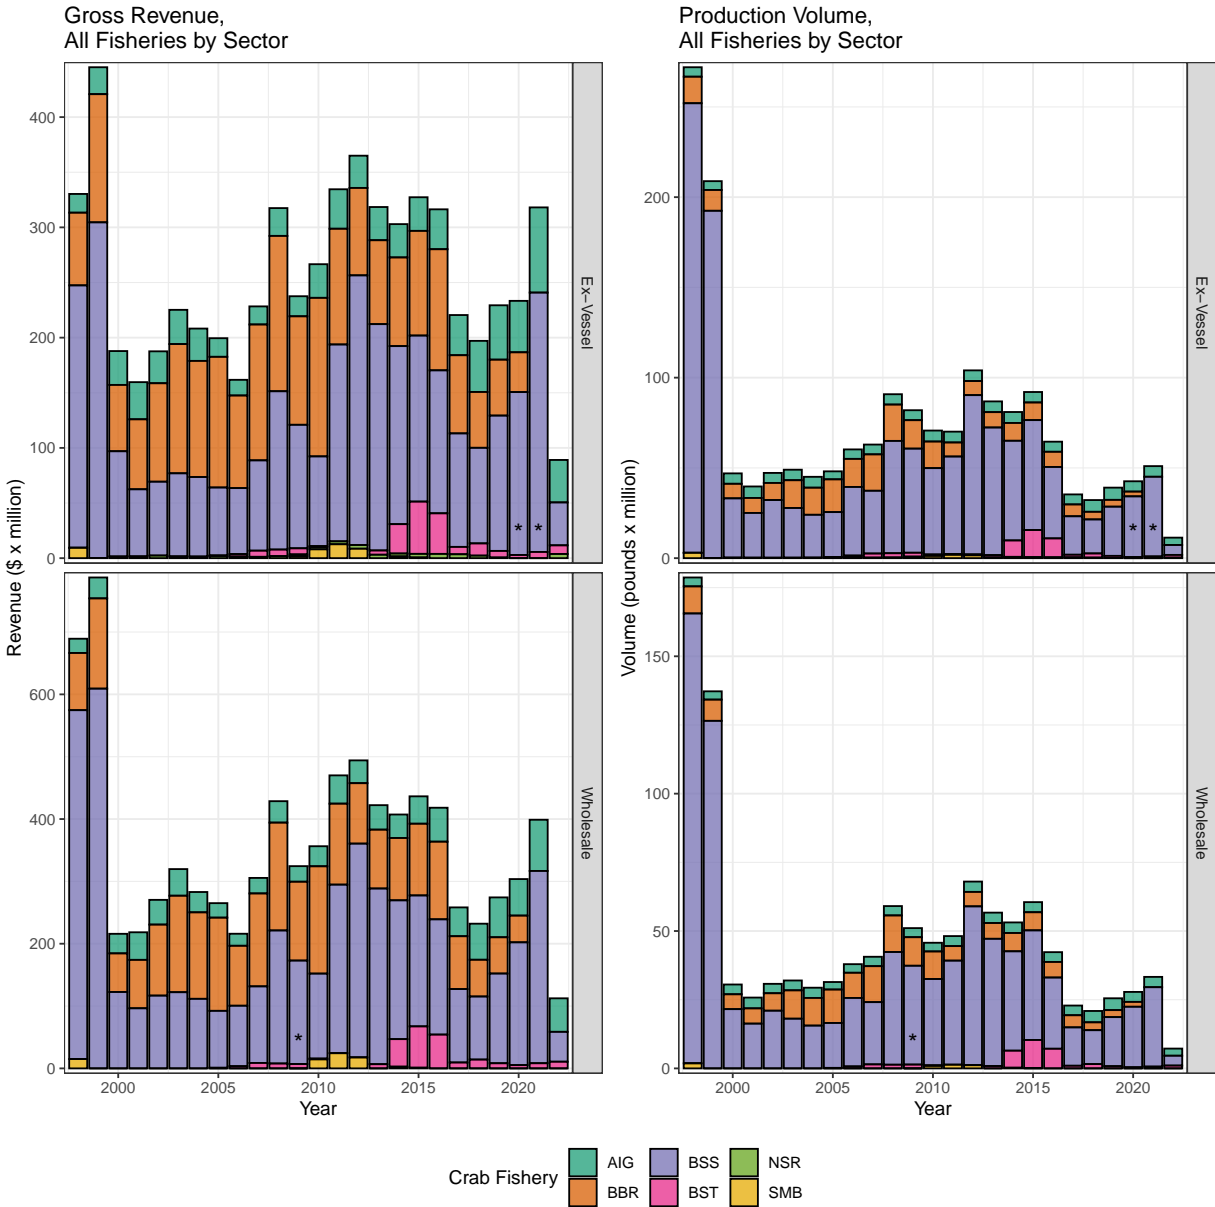 Gross Revenue,
All Fisheries by Sector
Production Volume,
All Fisheries by Sector
Revenue ($ x million)
400
300
200
100
0
*
*
Ex-Vessel
600
400
200
0
*
Wholesale
2000
2005
2010
2015
2020
Year
Volume (pounds x million)
200
100
0
*
*
Ex-Vessel
150
100
50
0
*
Wholesale
2000
2005
2010
2015
2020
Year
Crab Fishery
AIG
BSS
NSR
BBR
BST
SMB